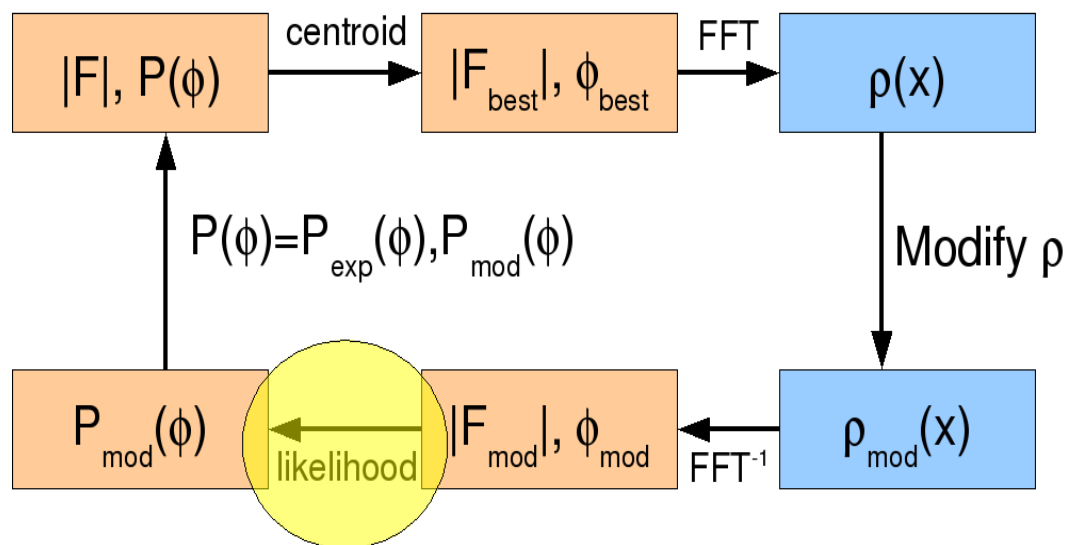 |F|, P(ϕ)
centroid
|F_best|, ϕ_best
FFT
ρ(x)
P(ϕ)=P_exp(ϕ),P_mod(ϕ)
Modify ρ
P_mod(ϕ)
likelihood
|F_mod|, ϕ_mod
FFT⁻¹
ρ_mod(x)